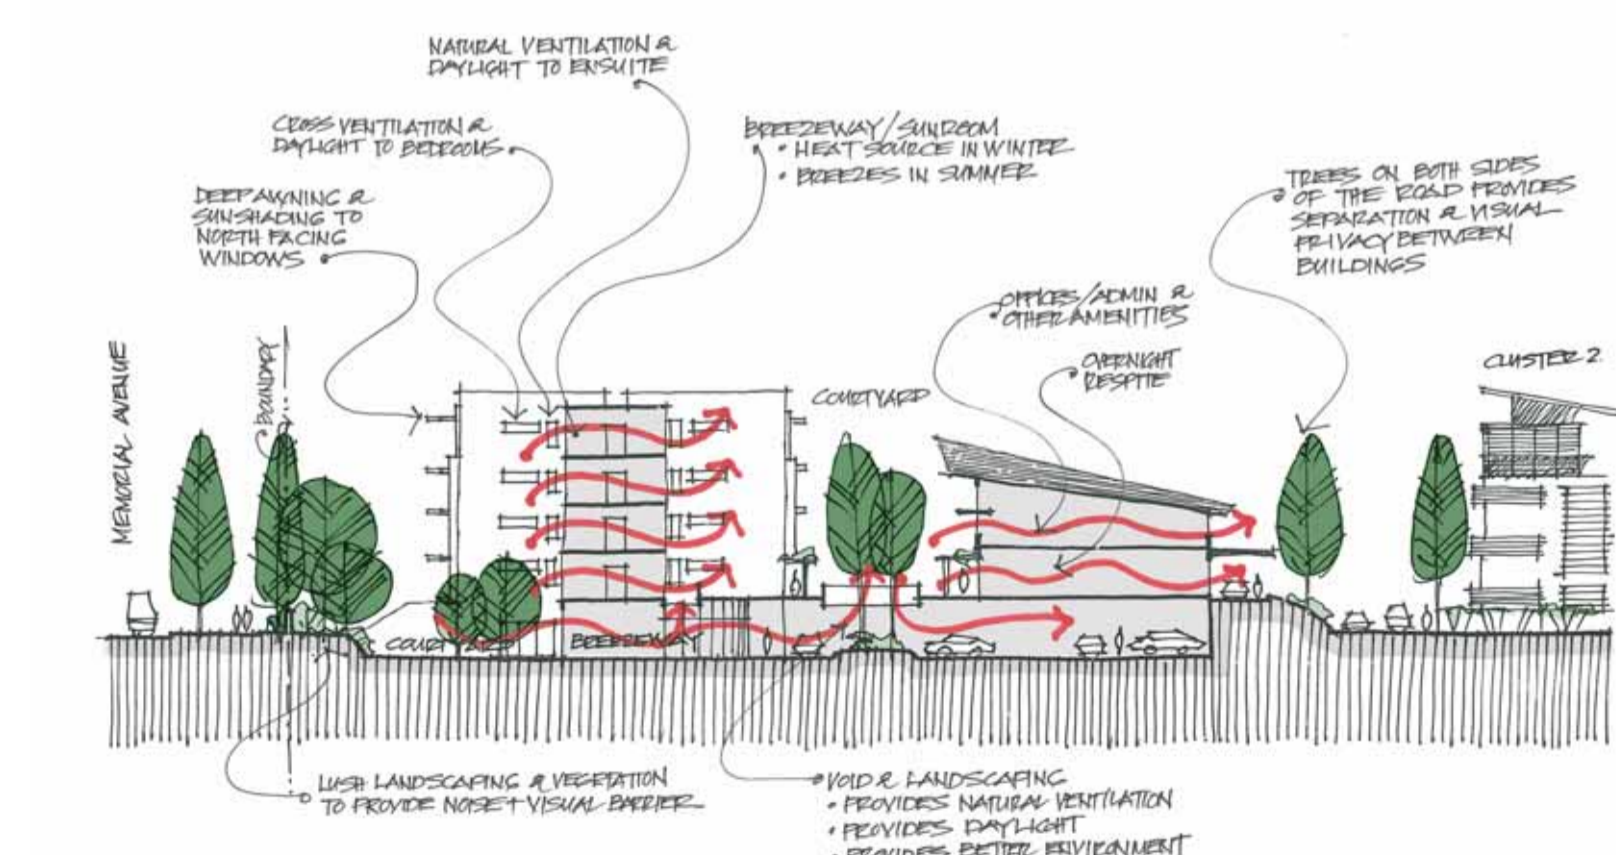 NATURAL VENTILATION &
DAYLIGHT TO ENSUITE
CROSS VENTILATION &
DAYLIGHT TO BEDROOMS
BREEZEWAY/SUNROOM
• HEAT SOURCE IN WINTER
• BREEZES IN SUMMER
DEEP AWNING &
SUNSHADING TO
NORTH FACING
WINDOWS
TREES ON BOTH SIDES
OF THE ROAD PROVIDES
SEPARATION & VISUAL
PRIVACY BETWEEN
BUILDINGS
OFFICES/ADMIN &
OTHER AMENITIES
OVERNIGHT
RESPITE
MEMORIAL AVENUE
BOUNDARY
COURTYARD
CLUSTER 2
COURTYARD
BREEZEWAY
LUSH LANDSCAPING & VEGETATION
TO PROVIDE NOISE + VISUAL BARRIER
VOID & LANDSCAPING
• PROVIDES NATURAL VENTILATION
• PROVIDES DAYLIGHT
• PROVIDES BETTER ENVIRONMENT